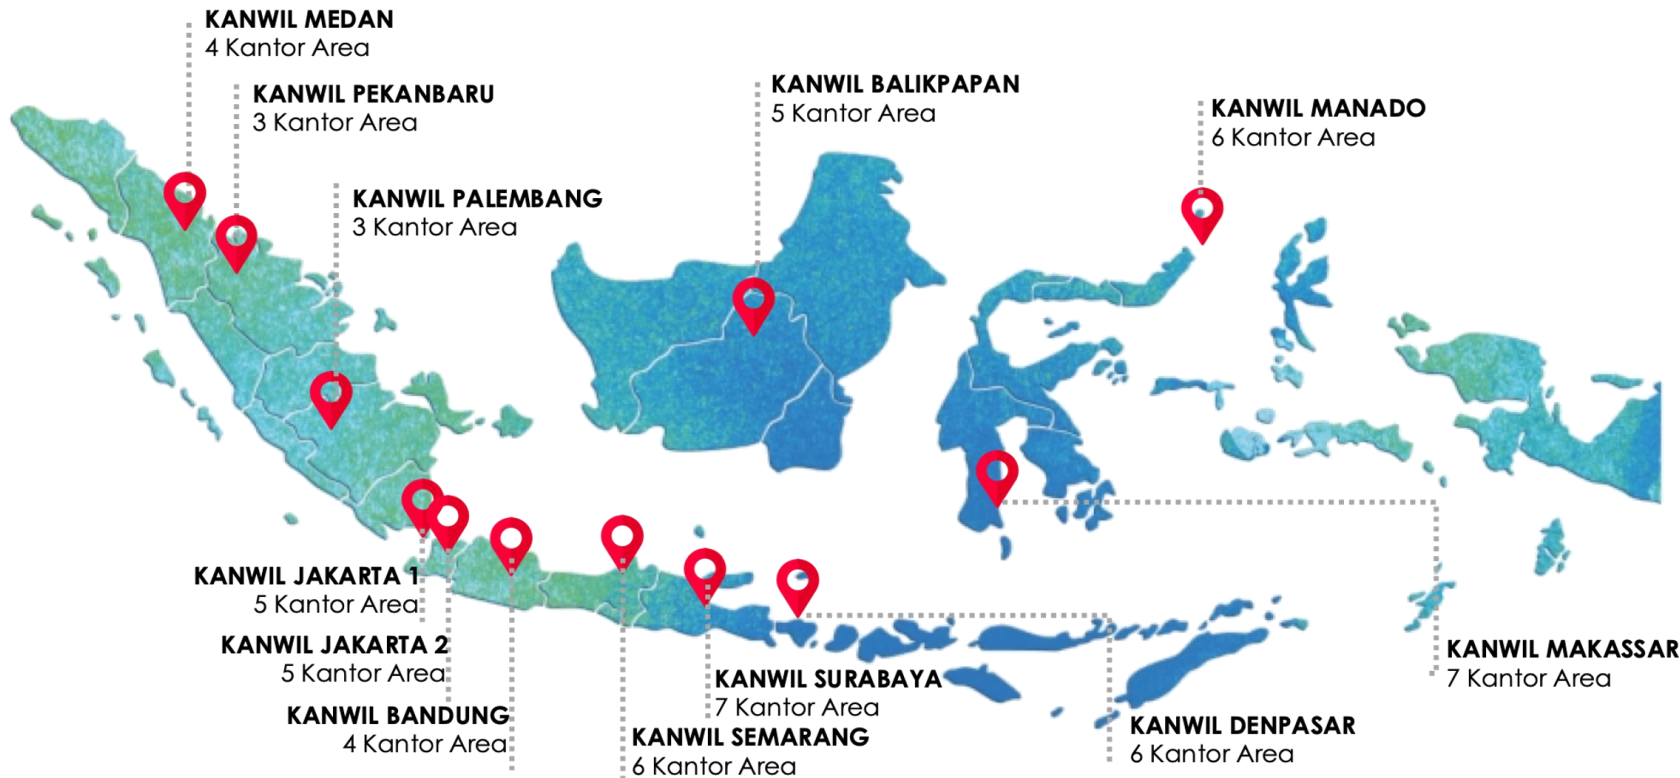 KANWIL MEDAN
4 Kantor Area
KANWIL PEKANBARU
3 Kantor Area
KANWIL PALEMBANG
3 Kantor Area
KANWIL BALIKPAPAN
5 Kantor Area
KANWIL MANADO
6 Kantor Area
KANWIL JAKARTA 1
5 Kantor Area
KANWIL JAKARTA 2
5 Kantor Area
KANWIL BANDUNG
4 Kantor Area
KANWIL SEMARANG
6 Kantor Area
KANWIL SURABAYA
7 Kantor Area
KANWIL DENPASAR
6 Kantor Area
KANWIL MAKASSAR
7 Kantor Area